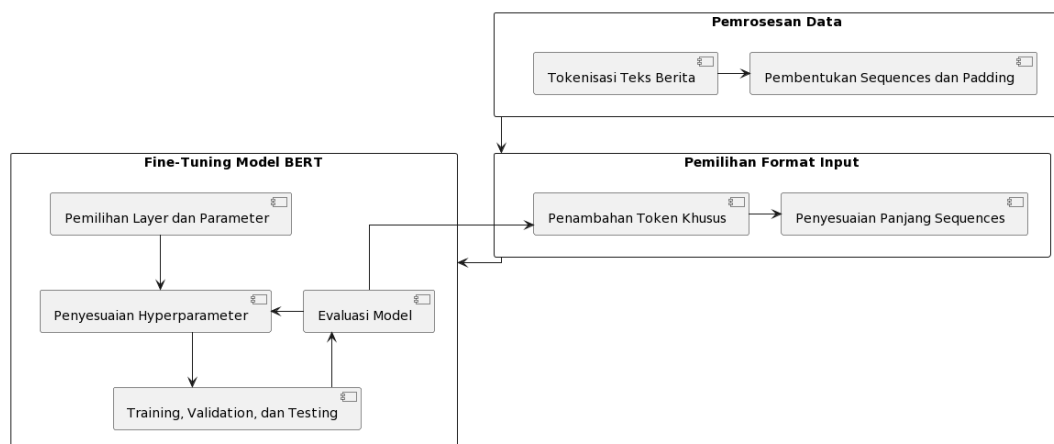 Pemrosesan Data
Tokenisasi Teks Berita
Pembentukan Sequences dan Padding
Fine-Tuning Model BERT
Pemilihan Layer dan Parameter
Penyesuaian Hyperparameter
Evaluasi Model
Training, Validation, dan Testing
Pemilihan Format Input
Penambahan Token Khusus
Penyesuaian Panjang Sequences